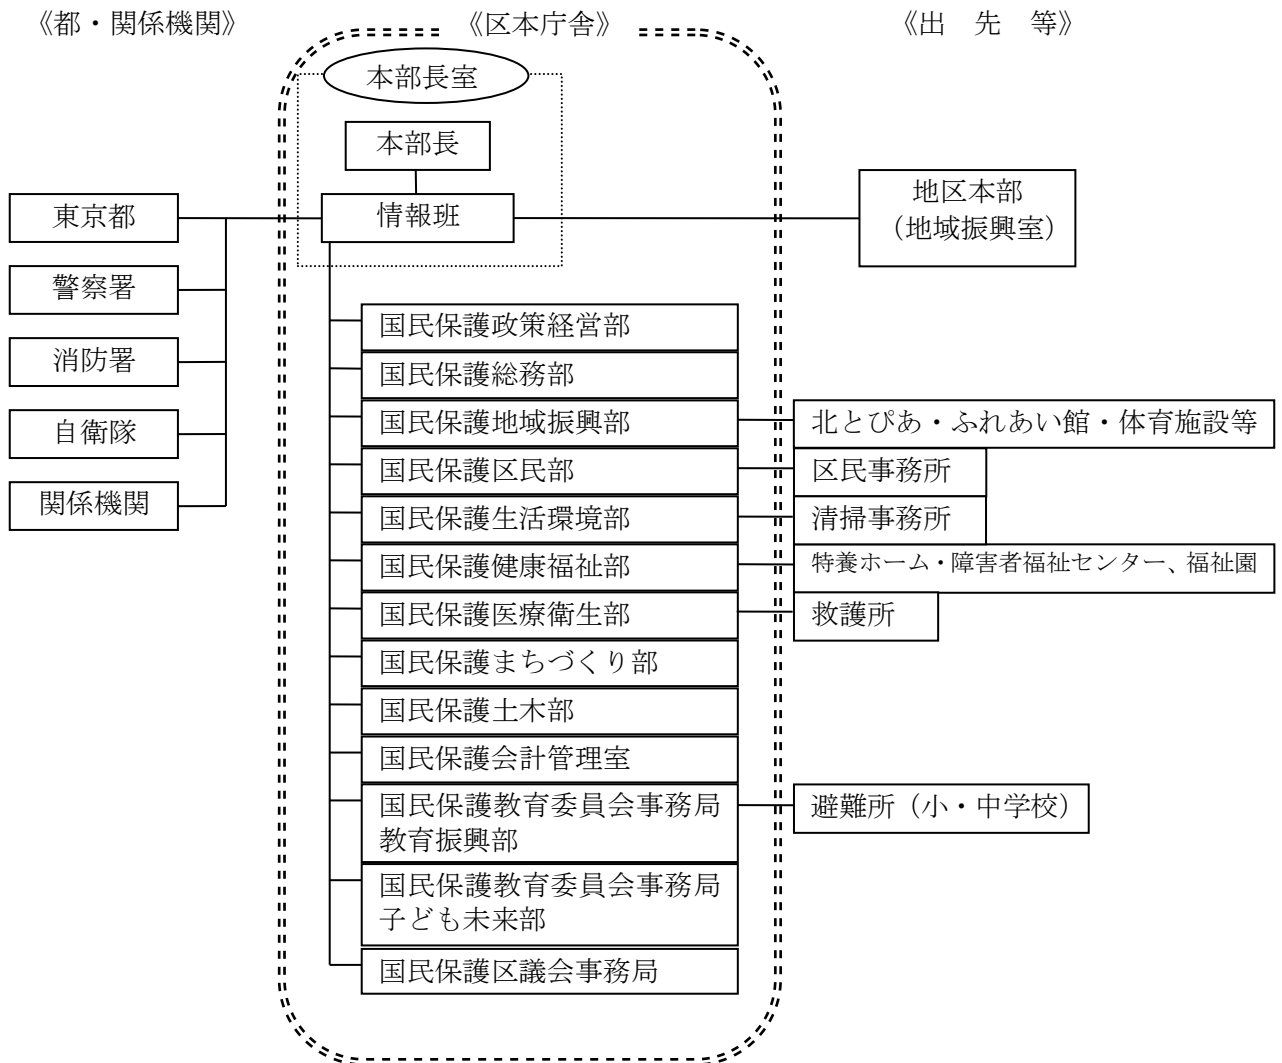 《都・関係機関》
《区本庁舎》
《出　先　等》
本部長室
本部長
情報班
東京都
警察署
消防署
自衛隊
関係機関
地区本部
（地域振興室）
国民保護政策経営部
国民保護総務部
国民保護地域振興部
国民保護区民部
国民保護生活環境部
国民保護健康福祉部
国民保護医療衛生部
国民保護まちづくり部
国民保護土木部
国民保護会計管理室
国民保護教育委員会事務局
教育振興部
国民保護教育委員会事務局
子ども未来部
国民保護区議会事務局
北とぴあ・ふれあい館・体育施設等
区民事務所
清掃事務所
特養ホーム・障害者福祉センター、福祉園
救護所
避難所（小・中学校）